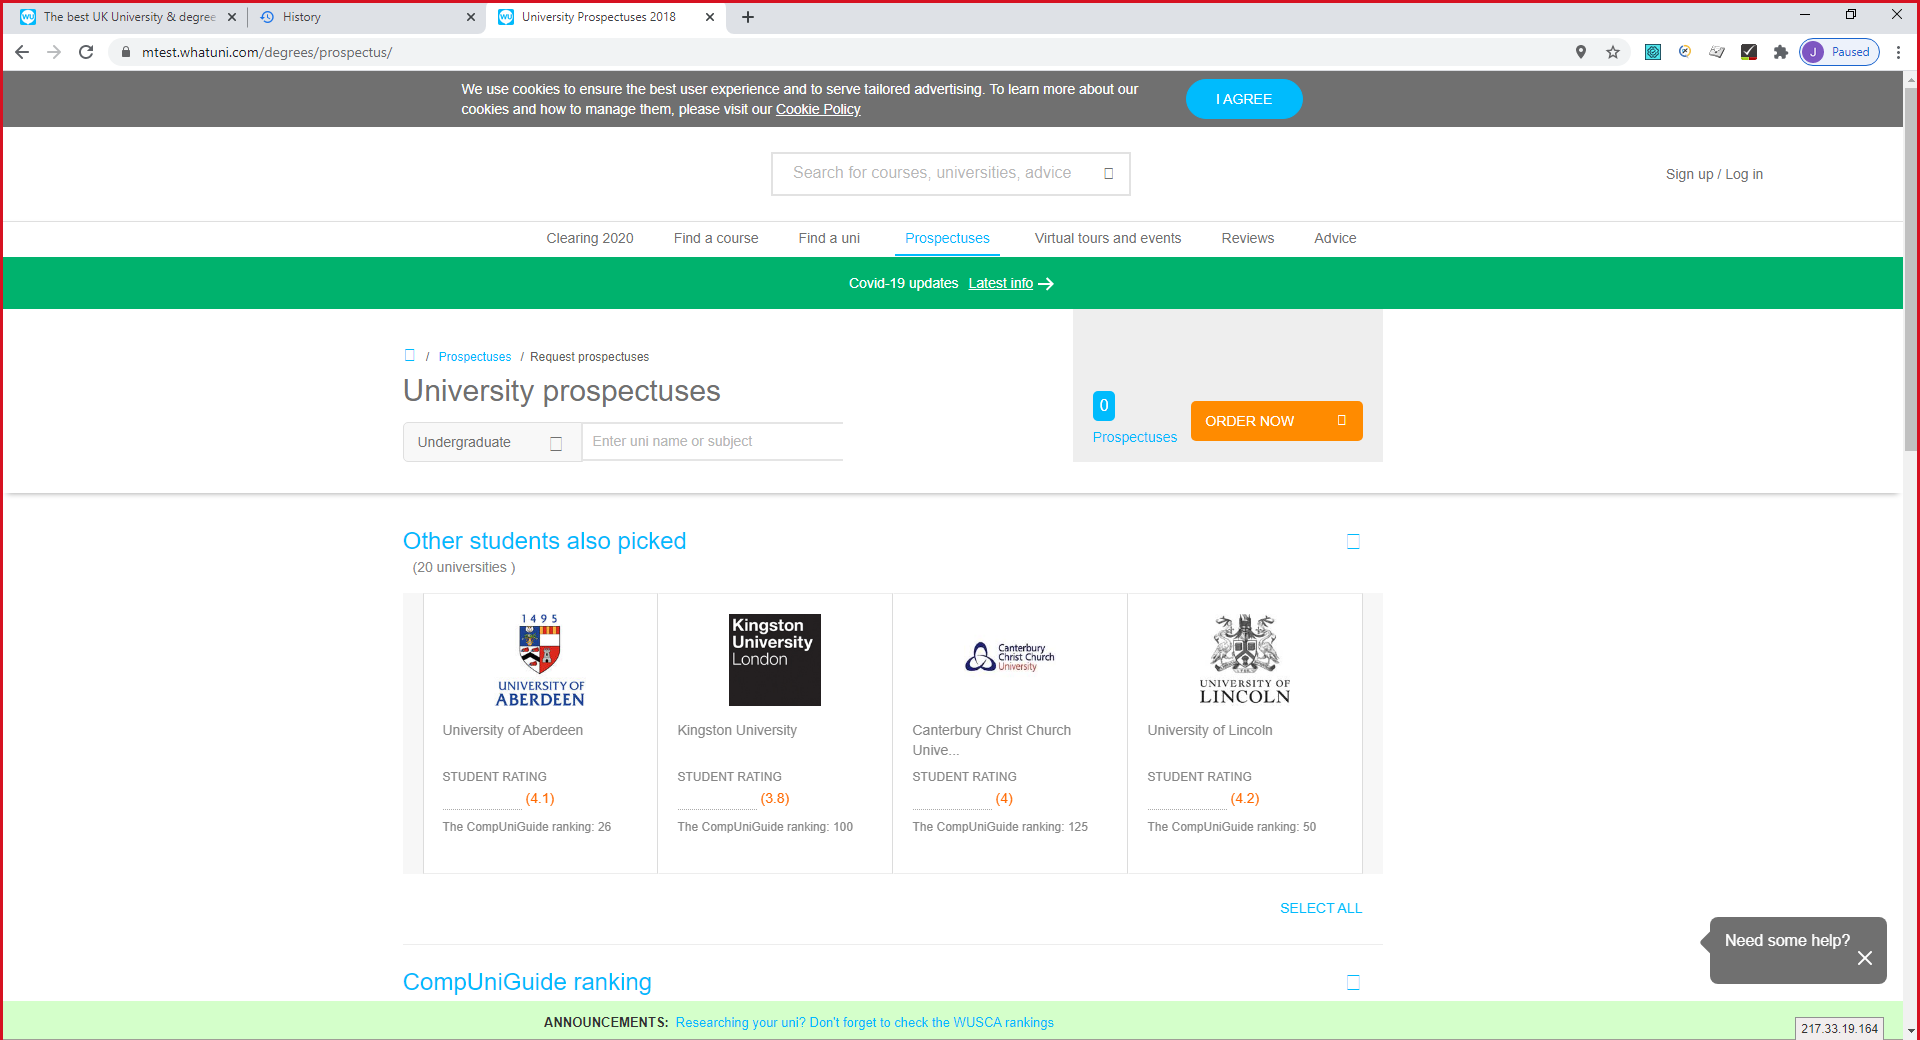 The best UK University & degree
History
University Prospectuses 2018
mtest.whatuni.com/degrees/prospectus/
J Paused
We use cookies to ensure the best user experience and to serve tailored advertising. To learn more about our
cookies and how to manage them, please visit our Cookie Policy
I AGREE
Search for courses, universities, advice
Sign up / Log in
Clearing 2020
Find a course
Find a uni
Prospectuses
Virtual tours and events
Reviews
Advice
Covid-19 updates Latest info
/ Prospectuses / Request prospectuses
University prospectuses
Undergraduate
Enter uni name or subject
0
Prospectuses
ORDER NOW
Other students also picked
(20 universities )
1495
UNIVERSITY OF
ABERDEEN
University of Aberdeen
STUDENT RATING
(4.1)
The CompUniGuide ranking: 26
Kingston
University
London
Kingston University
STUDENT RATING
(3.8)
The CompUniGuide ranking: 100
Canterbury
Christ Church
University
Canterbury Christ Church
Unive...
STUDENT RATING
(4)
The CompUniGuide ranking: 125
UNIVERSITY OF
LINCOLN
University of Lincoln
STUDENT RATING
(4.2)
The CompUniGuide ranking: 50
SELECT ALL
Need some help?
CompUniGuide ranking
ANNOUNCEMENTS: Researching your uni? Don't forget to check the WUSCA rankings
217.33.19.164